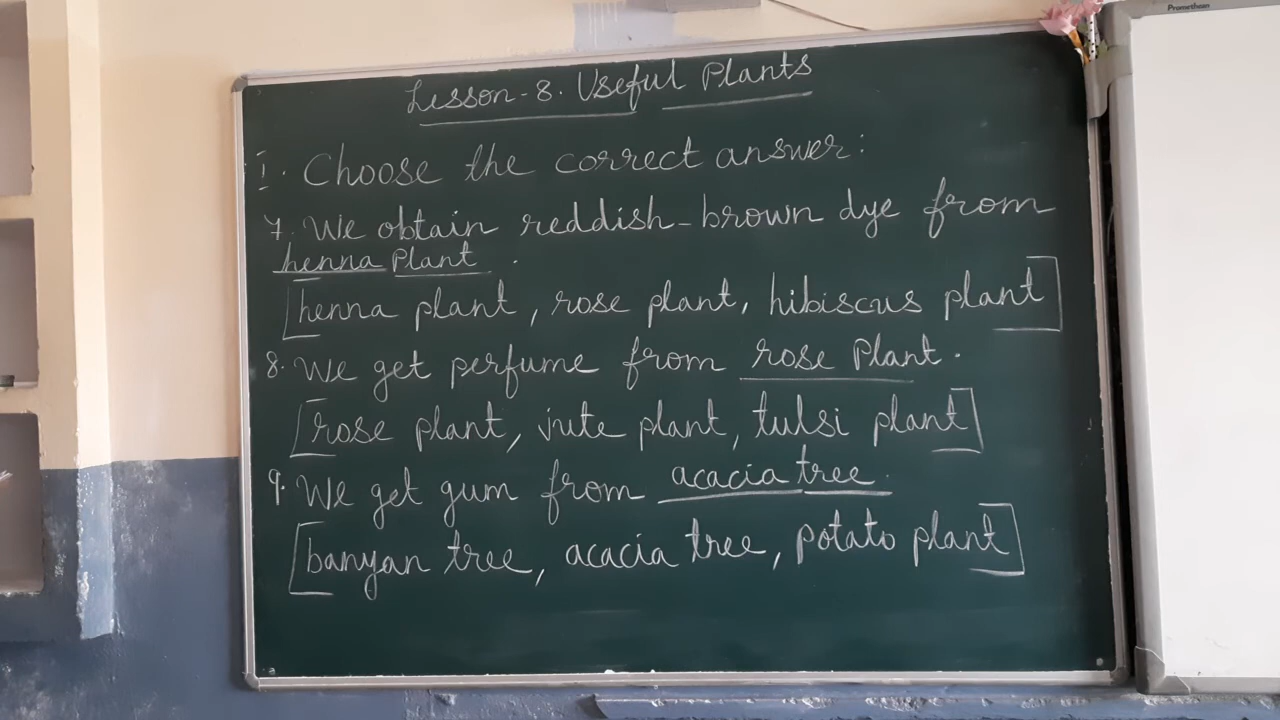 Promethean
Lesson-8. Useful Plants
I. Choose the correct answer:
7. We obtain reddish-brown dye from
henna Plant.
[henna plant, rose plant, hibiscus plant]
8. We get perfume from rose Plant.
[rose plant, jute plant, tulsi plant]
9. We get gum from acacia tree.
[banyan tree, acacia tree, potato plant]